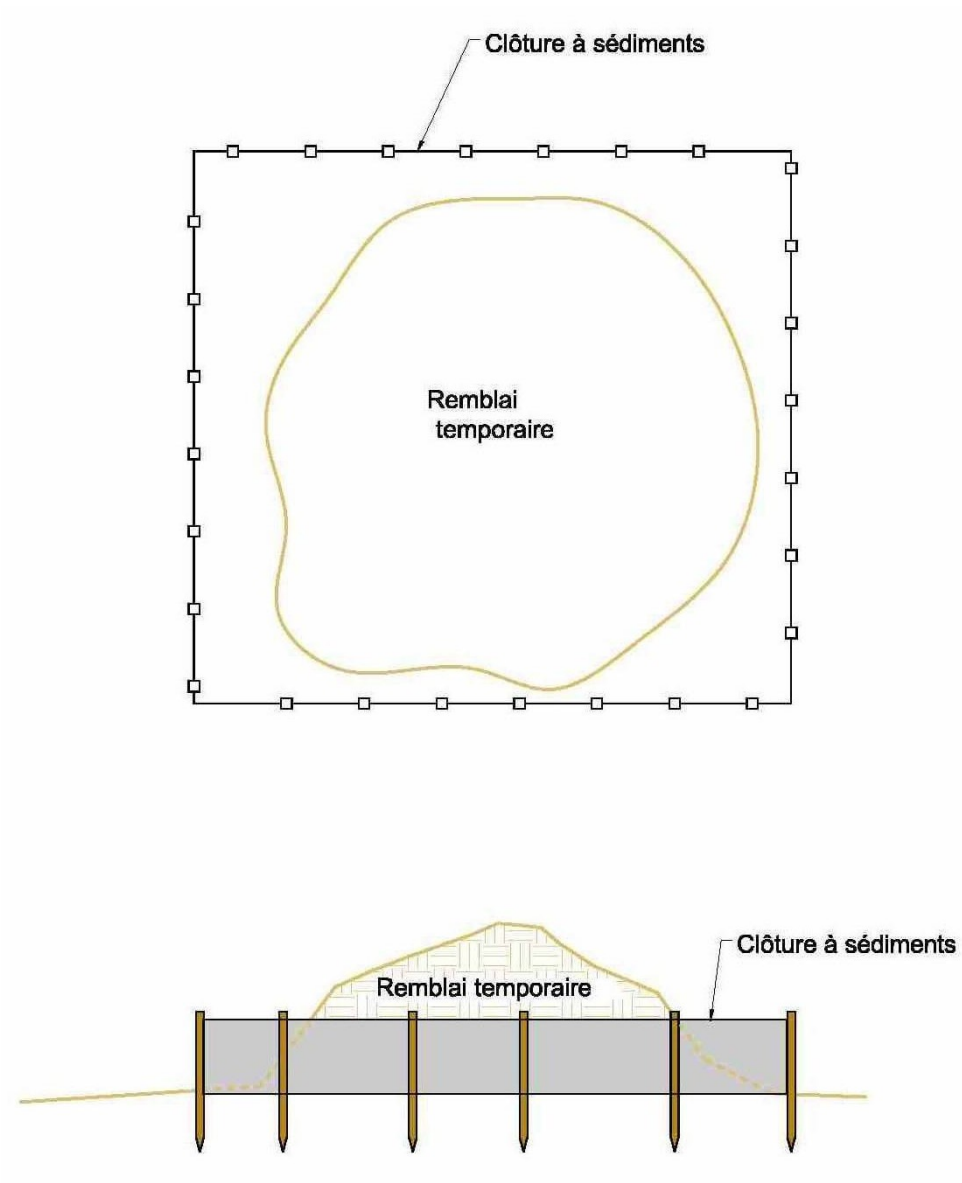 Clôture à sédiments
Remblai
temporaire
Clôture à sédiments
Remblai temporaire